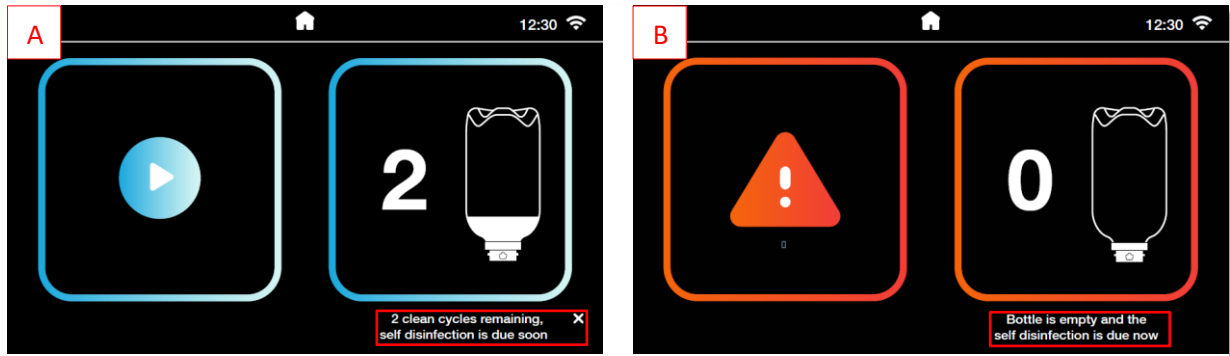 A
12:30
2
2 clean cycles remaining,
self disinfection is due soon
B
12:30
0
Bottle is empty and the
self disinfection is due now